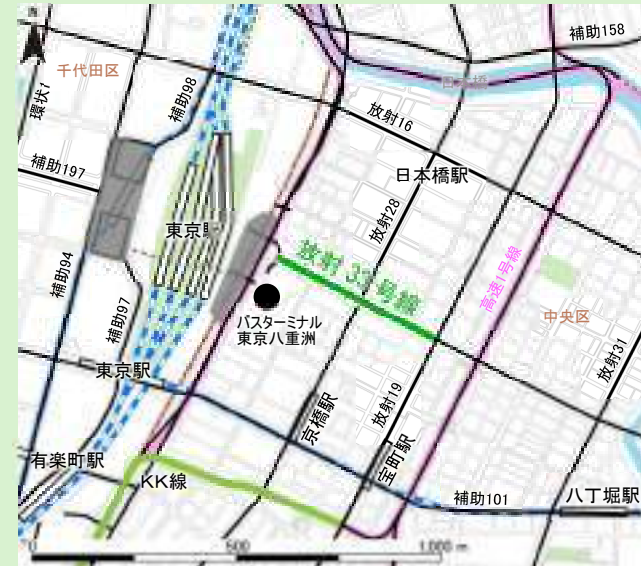 補助158
千代田区
補助98
環状1
放射16
補助197
日本橋駅
放射28
東京駅
放射33号線
高速1号線
補助94
補助97
バスターミナル
東京八重洲
中央区
放射31
東京駅
放射19
京橋駅
宝町駅
有楽町駅
KK線
補助101
八丁堀駅
0
500
1,000 m